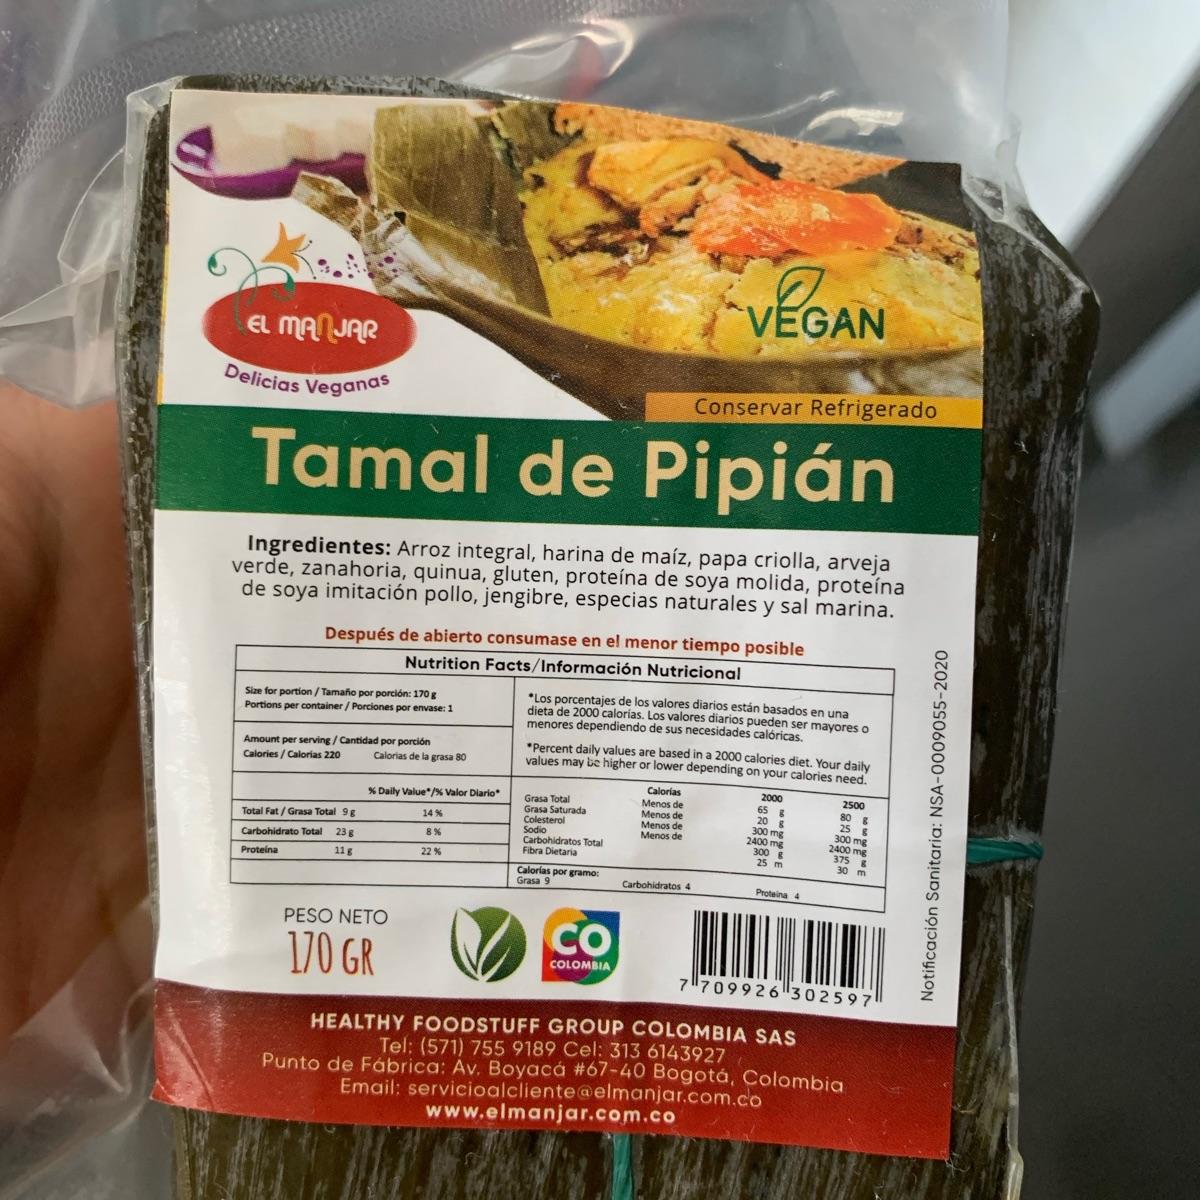 EL MANJAR
Delicias Veganas
VEGAN
Conservar Refrigerado
Tamal de Pipián
Ingredientes: Arroz integral, harina de maíz, papa criolla, arveja
verde, zanahoria, quinua, gluten, proteína de soya molida, proteína
de soya imitación pollo, jengibre, especias naturales y sal marina.
Después de abierto consumase en el menor tiempo posible
Nutrition Facts/Información Nutricional
Size for portion / Tamaño por porción: 170 g
Portions per container / Porciones por envase: 1
Amount per serving / Cantidad por porción
Calories / Calorias 220 Calorias de la grasa 80
% Daily Value*/% Valor Diario*
Total Fat / Grasa Total 9 g 14 %
Carbohidrato Total 23 g 8 %
Proteina 11 g 22 %
*Los porcentajes de los valores diarios están basados en una
dieta de 2000 calorías. Los valores diarios pueden ser mayores o
menores dependiendo de sus necesidades calóricas.
*Percent daily values are based in a 2000 calories diet. Your daily
values may be higher or lower depending on your calories need.
Calorías 2000 2500
Grasa Total Menos de 65 g 80 g
Grasa Saturada Menos de 20 g 25 g
Colesterol Menos de 300 mg 300 mg
Sodio Menos de 2400 mg 2400 mg
Carbohidratos Total 300 g 375 g
Fibra Dietaria 25 m 30 m
Calorías por gramo:
Grasa 9 Carbohidratos 4 Proteina 4
Notificación Sanitaria: NSA-0009055-2020
PESO NETO
170 GR
CO
COLOMBIA
7 709926 302597
HEALTHY FOODSTUFF GROUP COLOMBIA SAS
Tel: (571) 755 9189 Cel: 313 6143927
Punto de Fábrica: Av. Boyacá #67-40 Bogotá, Colombia
Email: servicioalcliente@elmanjar.com.co
www.elmanjar.com.co